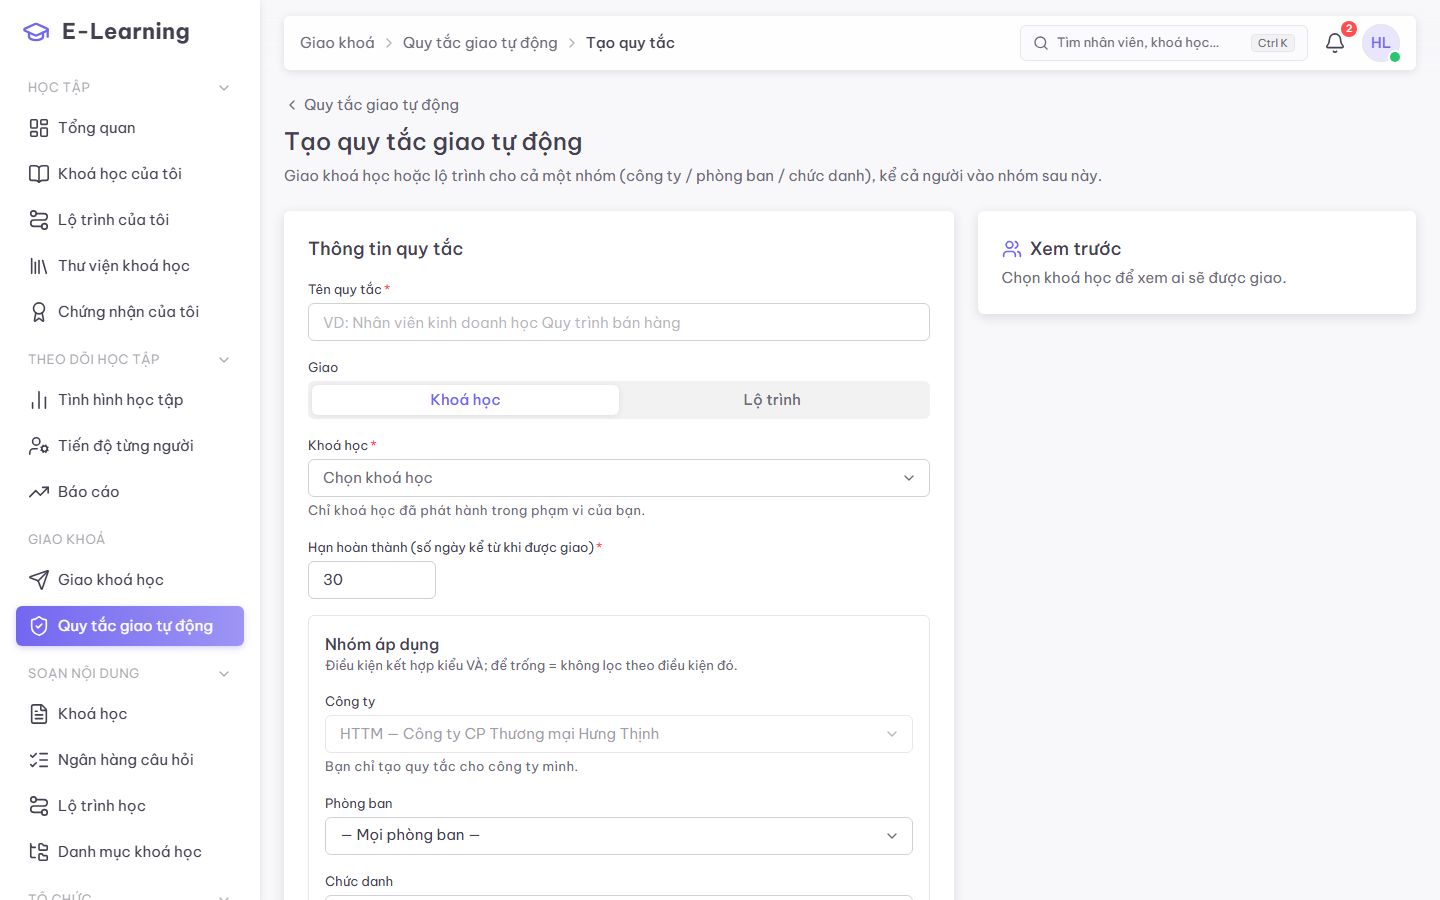 E-Learning
HỌC TẬP
Tổng quan
Khoá học của tôi
Lộ trình của tôi
Thư viện khoá học
Chứng nhận của tôi
THEO DÕI HỌC TẬP
Tình hình học tập
Tiến độ từng người
Báo cáo
GIAO KHOÁ
Giao khoá học
Quy tắc giao tự động
SOẠN NỘI DUNG
Khoá học
Ngân hàng câu hỏi
Lộ trình học
Danh mục khoá học
TỔ CHỨC
Giao khoá > Quy tắc giao tự động > Tạo quy tắc
Tìm nhân viên, khoá học... Ctrl K
2
HL
Quy tắc giao tự động
Tạo quy tắc giao tự động
Giao khoá học hoặc lộ trình cho cả một nhóm (công ty / phòng ban / chức danh), kể cả người vào nhóm sau này.
Thông tin quy tắc
Tên quy tắc *
VD: Nhân viên kinh doanh học Quy trình bán hàng
Giao
Khoá học Lộ trình
Khoá học *
Chọn khoá học
Chỉ khoá học đã phát hành trong phạm vi của bạn.
Hạn hoàn thành (số ngày kể từ khi được giao) *
30
Nhóm áp dụng
Điều kiện kết hợp kiểu VÀ; để trống = không lọc theo điều kiện đó.
Công ty
HTTM — Công ty CP Thương mại Hưng Thịnh
Bạn chỉ tạo quy tắc cho công ty mình.
Phòng ban
— Mọi phòng ban —
Chức danh
Xem trước
Chọn khoá học để xem ai sẽ được giao.